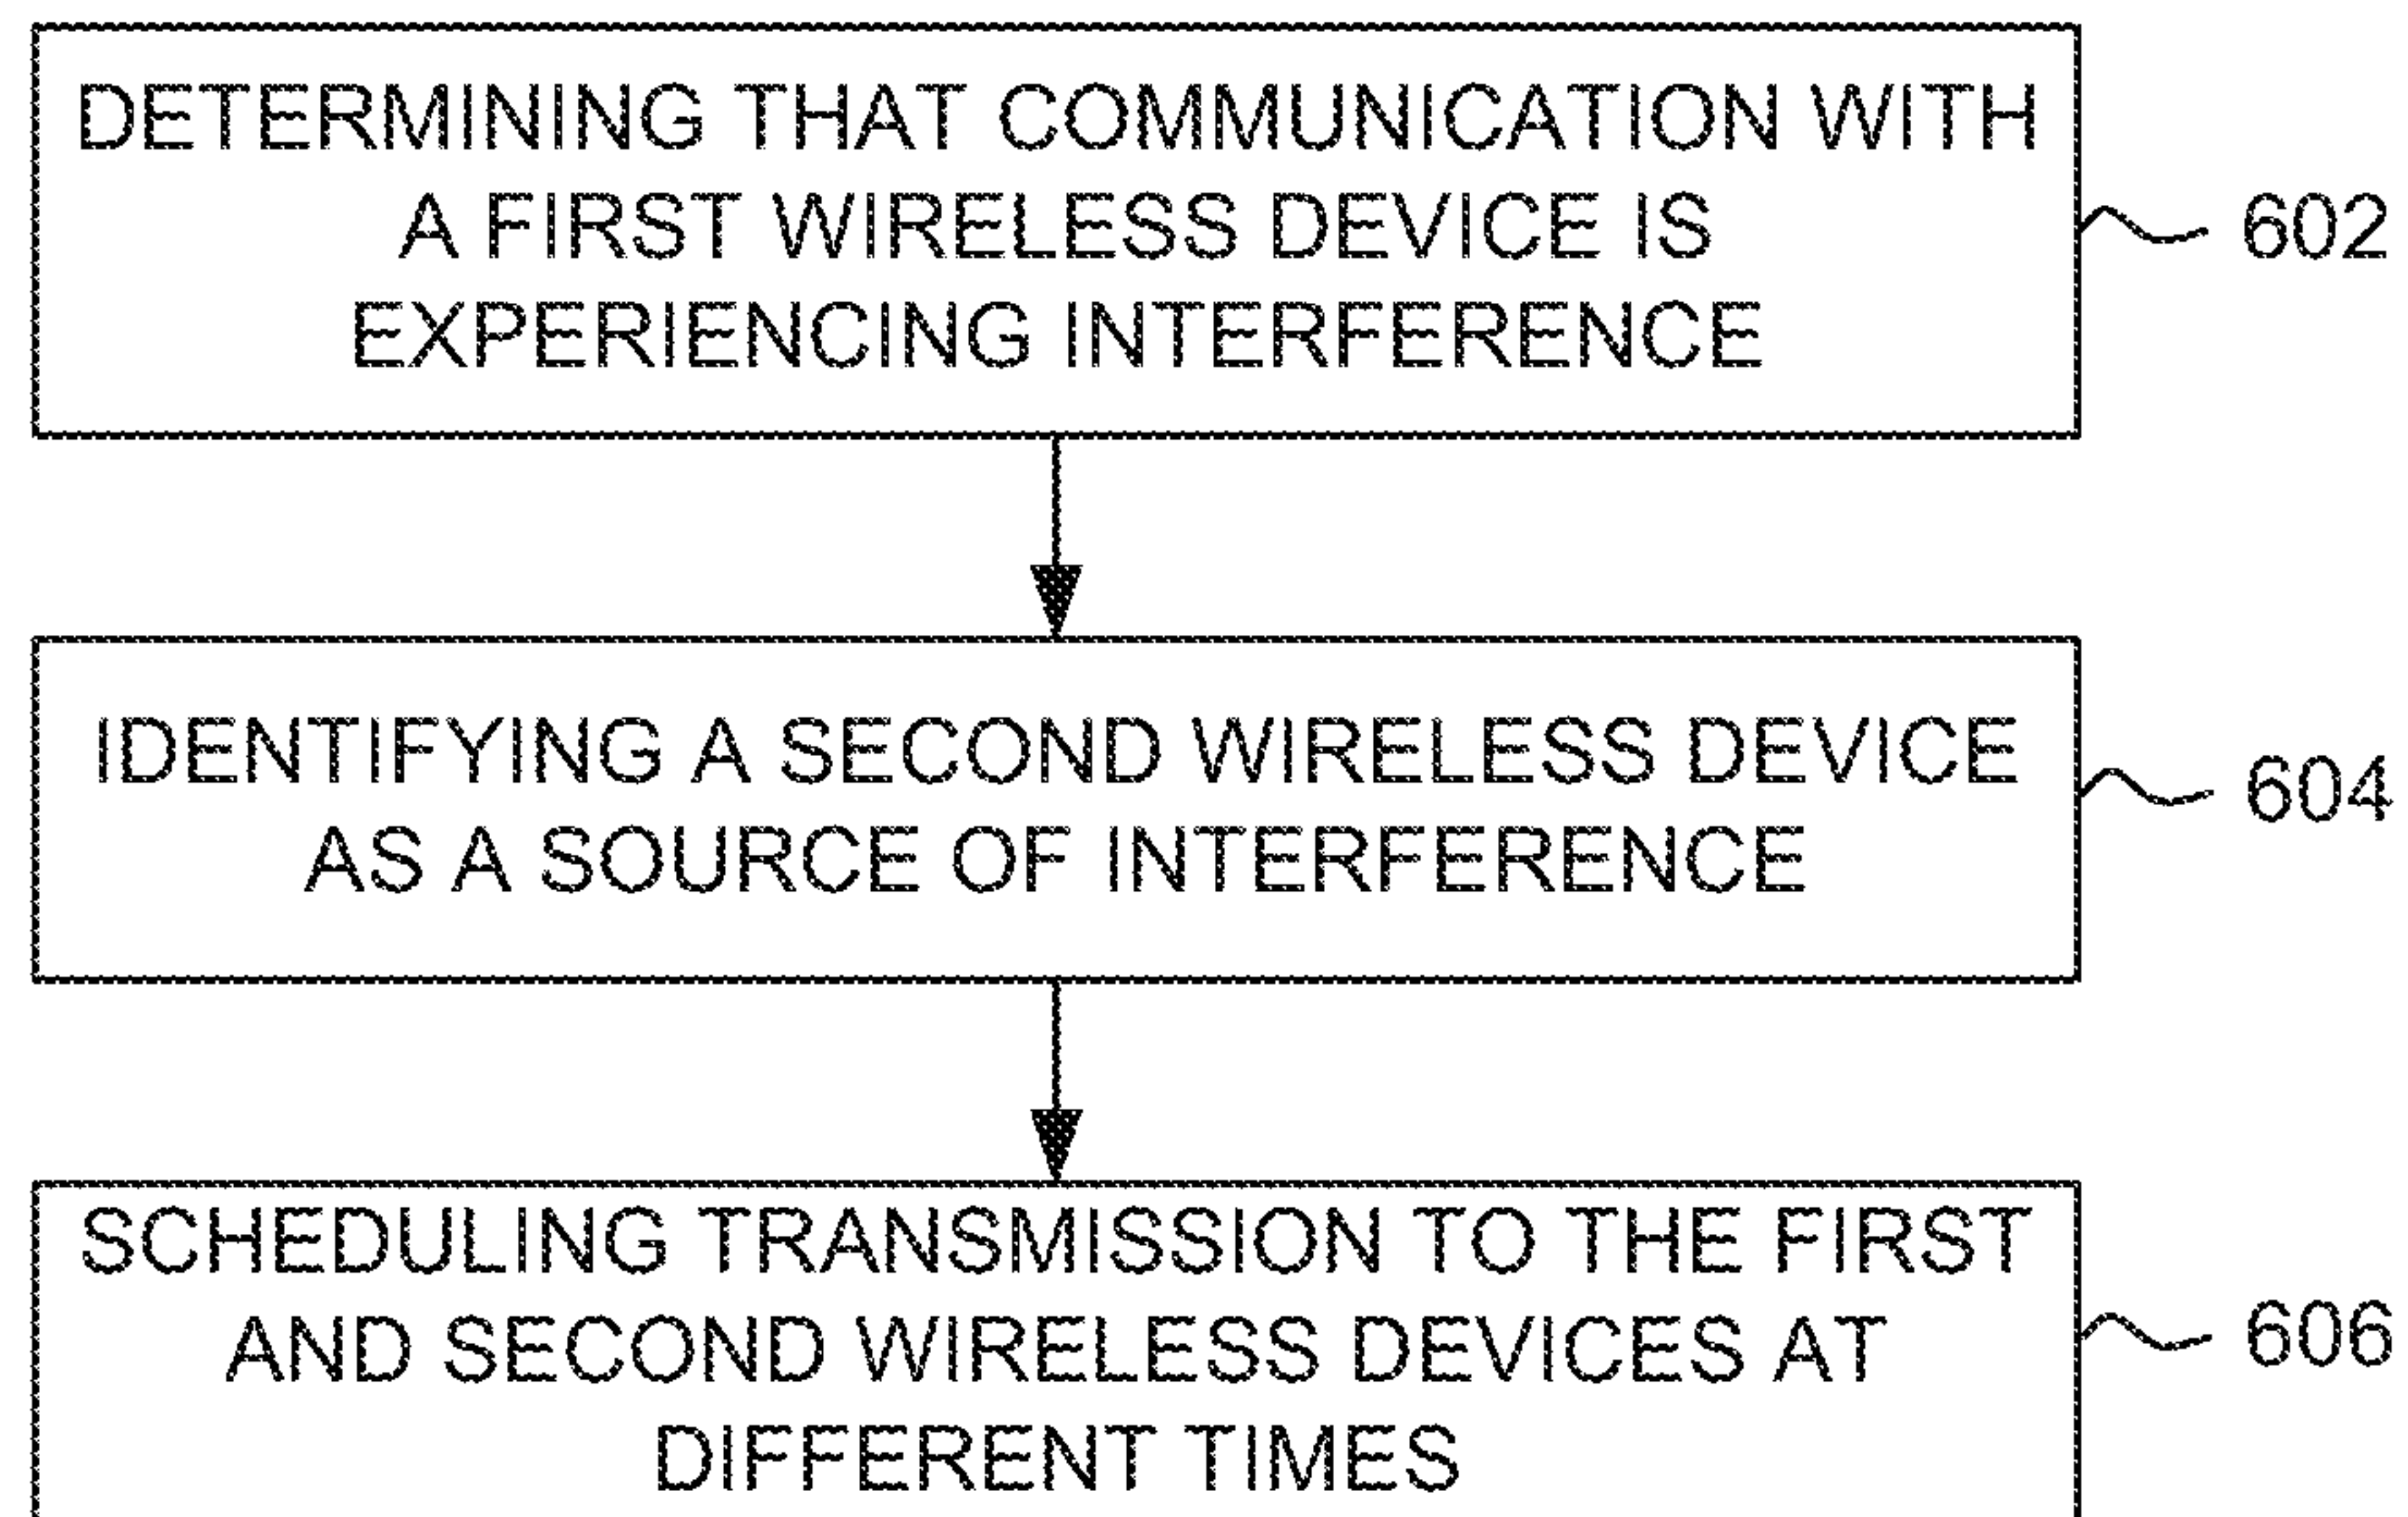 DETERMINING THAT COMMUNICATION WITH
A FIRST WIRELESS DEVICE IS
EXPERIENCING INTERFERENCE
602
IDENTIFYING A SECOND WIRELESS DEVICE
AS A SOURCE OF INTERFERENCE
604
SCHEDULING TRANSMISSION TO THE FIRST
AND SECOND WIRELESS DEVICES AT
DIFFERENT TIMES
606